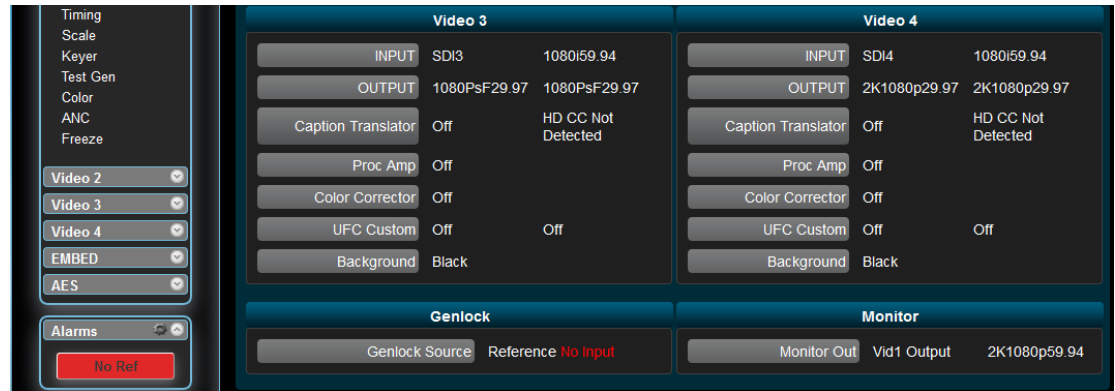 Timing
Scale
Keyer
Test Gen
Color
ANC
Freeze
Video 2
Video 3
Video 4
EMBED
AES
Alarms
No Ref
Video 3
INPUT SDI3 1080i59.94
OUTPUT 1080PsF29.97 1080PsF29.97
Caption Translator Off HD CC Not
Detected
Proc Amp Off
Color Corrector Off
UFC Custom Off Off
Background Black
Video 4
INPUT SDI4 1080i59.94
OUTPUT 2K1080p29.97 2K1080p29.97
Caption Translator Off HD CC Not
Detected
Proc Amp Off
Color Corrector Off
UFC Custom Off Off
Background Black
Genlock
Genlock Source Reference No Input
Monitor
Monitor Out Vid1 Output 2K1080p59.94